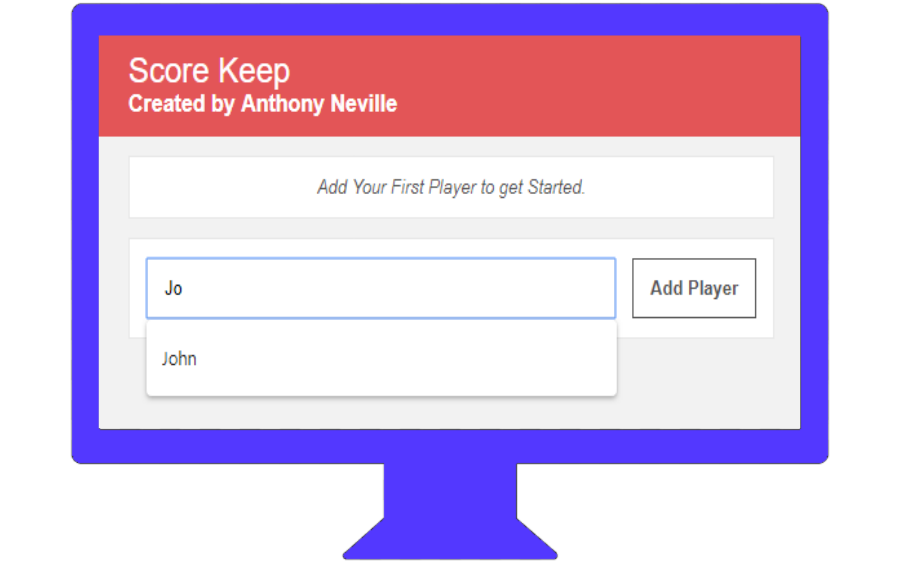 Score Keep
Created by Anthony Neville
Add Your First Player to get Started.
Jo
Add Player
John